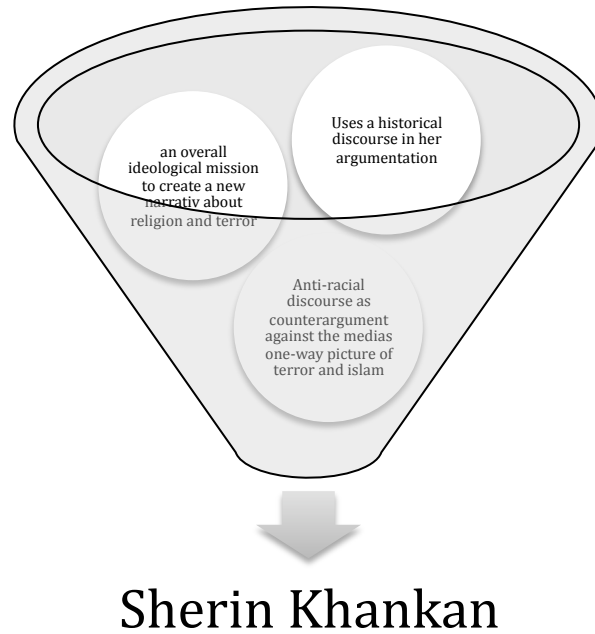 an overall
ideological mission
to create a new
narrativ about
religion and terror
Uses a historical
discourse in her
argumentation
Anti-racial
discourse as
counterargument
against the medias
one-way picture of
terror and islam
Sherin Khankan